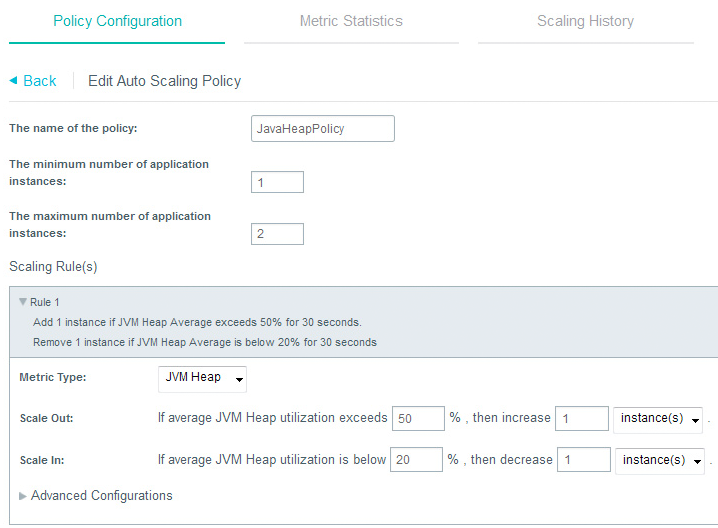 Policy Configuration Metric Statistics Scaling History
Back Edit Auto Scaling Policy
The name of the policy: JavaHeapPolicy
The minimum number of application
instances: 1
The maximum number of application
instances: 2
Scaling Rule(s)
Rule 1
Add 1 instance if JVM Heap Average exceeds 50% for 30 seconds.
Remove 1 instance if JVM Heap Average is below 20% for 30 seconds
Metric Type: JVM Heap
Scale Out: If average JVM Heap utilization exceeds 50 % , then increase 1 instance(s) .
Scale In: If average JVM Heap utilization is below 20 % , then decrease 1 instance(s) .
Advanced Configurations